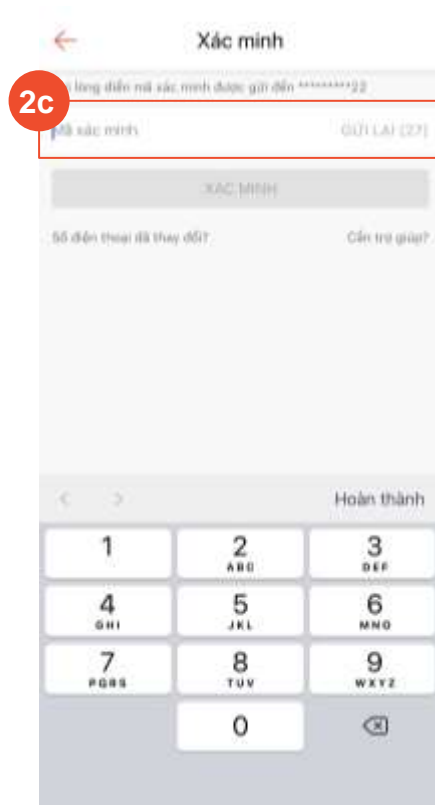 Xác minh
lòng điền mã xác minh được gửi đến *********22
2c
Mã xác minh GỬI LẠI (27)
XÁC MINH
Số điện thoại đã thay đổi? Cần trợ giúp?
< > Hoàn thành
1 2 3
ABC DEF
4 5 6
GHI JKL MNO
7 8 9
PQRS TUV WXYZ
0